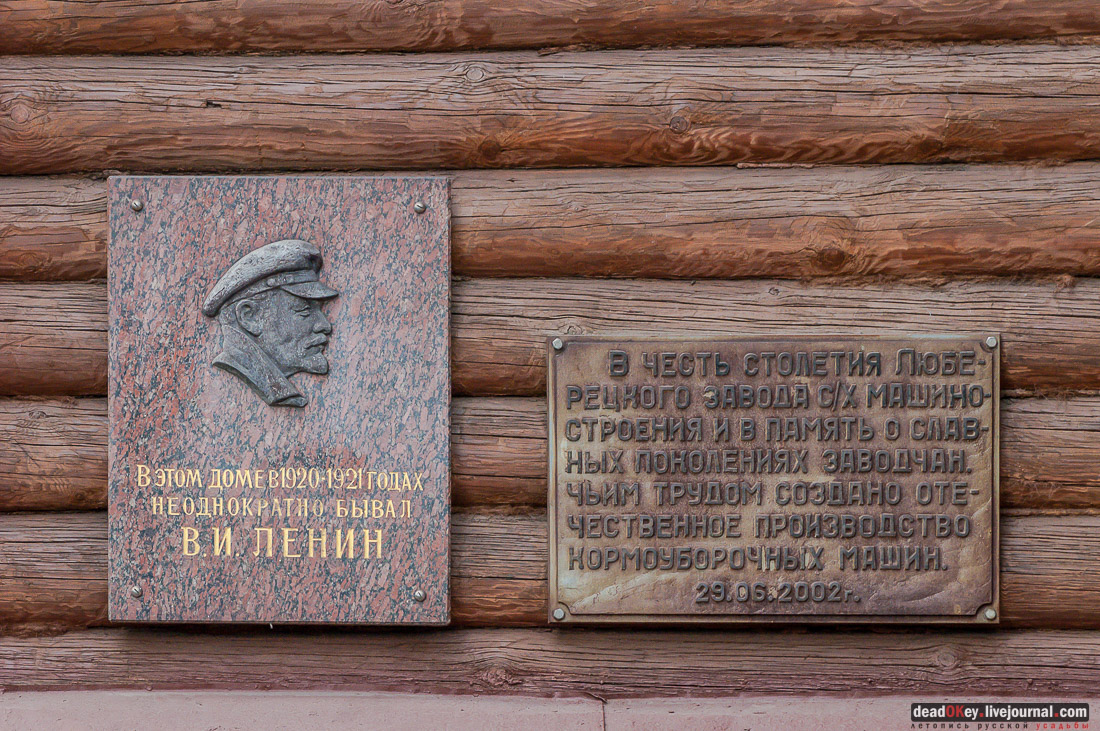 В ЭТОМ ДОМЕ В 1920-1921 ГОДАХ
НЕОДНОКРАТНО БЫВАЛ
В.И. ЛЕНИН
В ЧЕСТЬ СТОЛЕТИЯ ЛЮБЕ-
РЕЦКОГО ЗАВОДА С/Х МАШИНО-
СТРОЕНИЯ И В ПАМЯТЬ О СЛАВ-
НЫХ ПОКОЛЕНИЯХ ЗАВОДЧАН,
ЧЬИМ ТРУДОМ СОЗДАНО ОТЕ-
ЧЕСТВЕННОЕ ПРОИЗВОДСТВО
КОРМОУБОРОЧНЫХ МАШИН.
29.06.2002г.
deadOKey.livejournal.com
летопись русской усадьбы